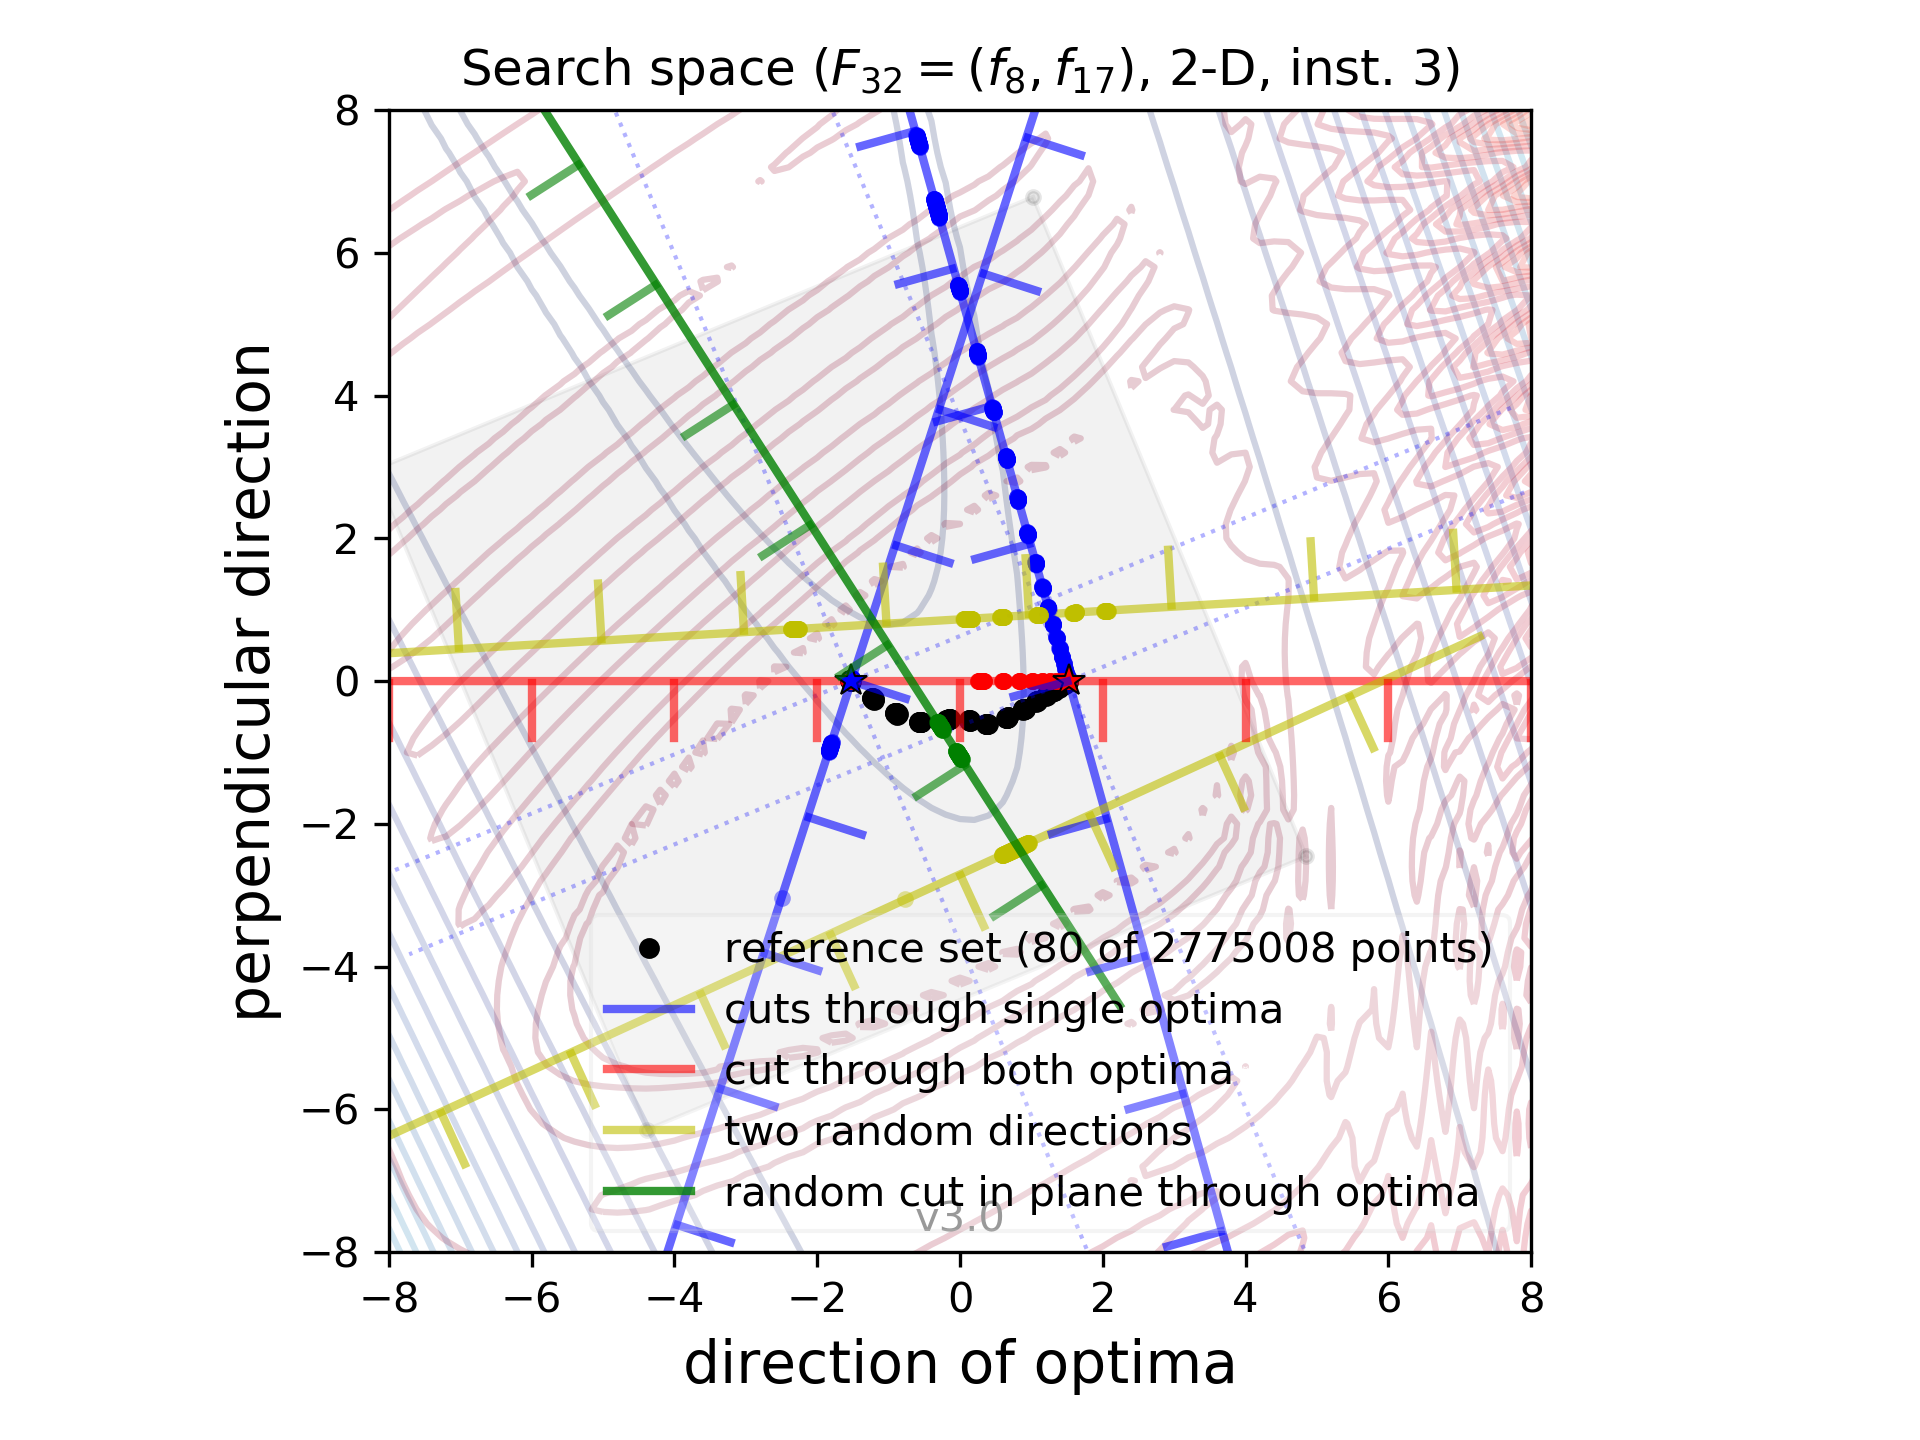 Search space (F32 = (f8, f17), 2-D, inst. 3)
8
6
4
2
0
−2
−4
−6
−8
perpendicular direction
reference set (80 of 2775008 points)
cuts through single optima
cut through both optima
two random directions
random cut in plane through optima
v3.0
−8 −6 −4 −2 0 2 4 6 8
direction of optima